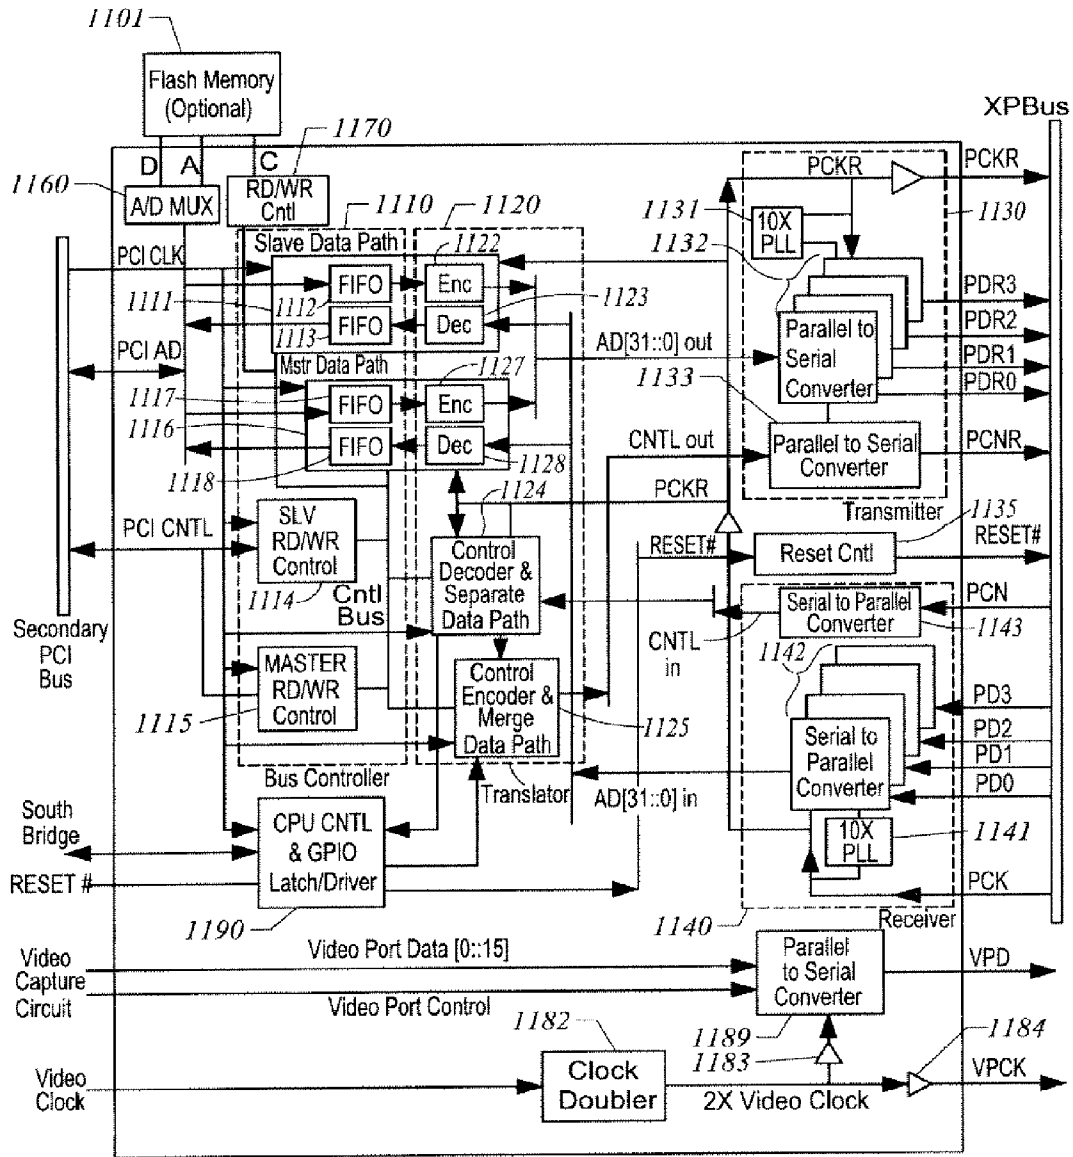 1101
Flash Memory
(Optional)
XPBus
1170
D
A
C
PCKR
PCKR
1160
A/D MUX
RD/WR
Cntl
1110
1120
1131
10X
PLL
1130
Slave Data Path
1122
1132
PCI CLK
FIFO
Enc
1111
1112
1123
PDR3
1113
FIFO
Dec
Parallel to
Serial
Converter
PDR2
AD[31::0] out
PCI AD
Mstr Data Path
1127
PDR1
1133
PDR0
1117
FIFO
Enc
1116
FIFO
Dec
CNTL out
Parallel to Serial
Converter
PCNR
1118
1128
1124
PCKR
1135
Transmitter
PCI CNTL
SLV
RD/WR
Control
Control
Decoder &
Separate
Data Path
RESET#
Reset Cntl
RESET#
1114
Cntl
Bus
Serial to Parallel
Converter
PCN
Secondary
PCI
Bus
CNTL
in
1143
1142
MASTER
RD/WR
Control
Control
Encoder &
Merge
Data Path
PD3
1115
1125
PD2
Serial to
Parallel
Converter
PD1
Bus Controller
Translator
AD[31::0] in
PD0
South
Bridge
CPU CNTL
& GPIO
Latch/Driver
10X
PLL
1141
RESET #
PCK
1190
1140
Receiver
Video
Capture
Circuit
Video Port Data [0::15]
Parallel
to Serial
Converter
VPD
Video Port Control
1182
1189
1184
1183
Video
Clock
Clock
Doubler
2X Video Clock
VPCK